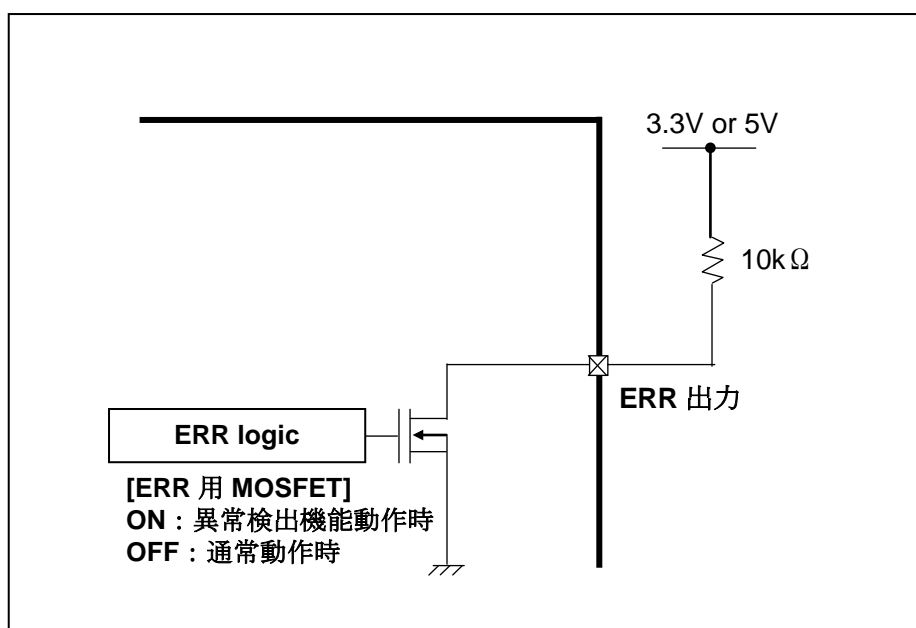 3.3V or 5V
10kΩ
ERR 出力
ERR logic
[ERR 用 MOSFET]
ON：異常検出機能動作時
OFF：通常動作時